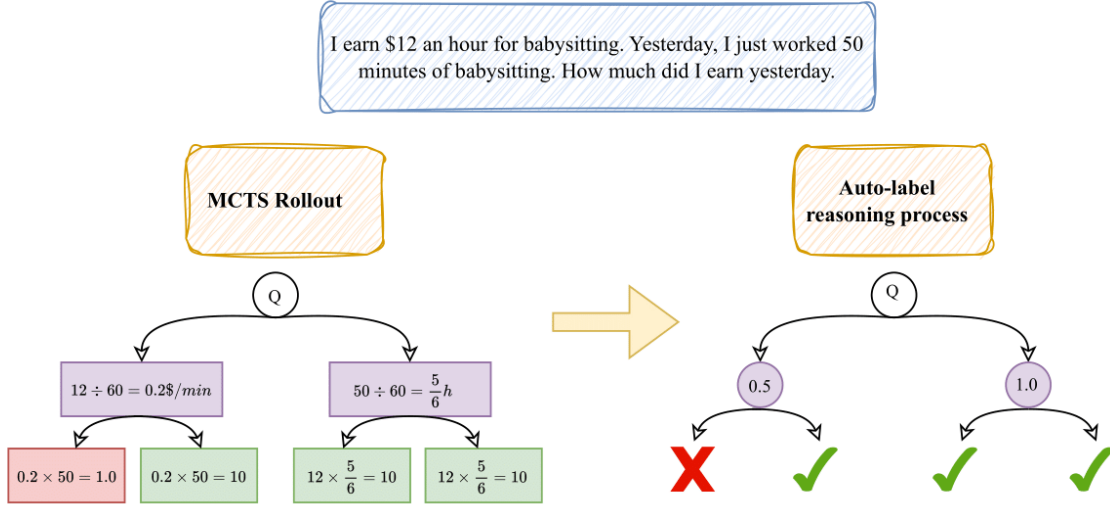 I earn $12 an hour for babysitting. Yesterday, I just worked 50
minutes of babysitting. How much did I earn yesterday.
MCTS Rollout
Auto-label
reasoning process
Q
Q
12 ÷ 60 = 0.2$/min
50 ÷ 60 = 5/6 h
0.5
1.0
0.2 × 50 = 1.0
0.2 × 50 = 10
12 × 5/6 = 10
12 × 5/6 = 10